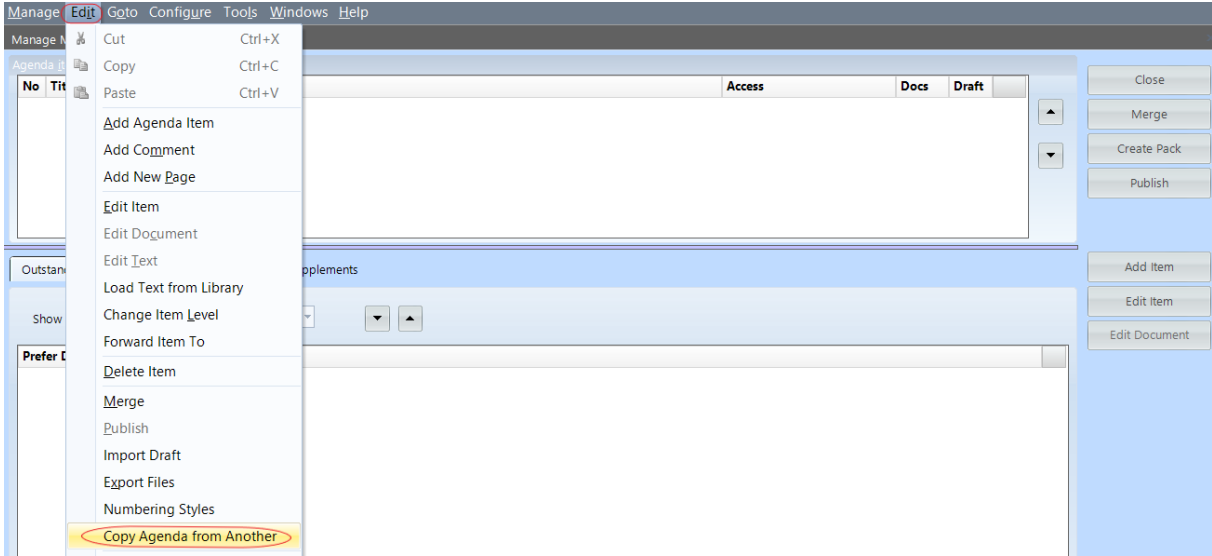 Manage Edit Goto Configure Tools Windows Help
Manage M
Agenda it
No Tit Access Docs Draft
Cut Ctrl+X
Copy Ctrl+C
Paste Ctrl+V
Add Agenda Item
Add Comment
Add New Page
Edit Item
Edit Document
Edit Text
Load Text from Library
Change Item Level
Forward Item To
Delete Item
Merge
Publish
Import Draft
Export Files
Numbering Styles
Copy Agenda from Another
Close
Merge
Create Pack
Publish
Outstan pplements
Show
Prefer D
Add Item
Edit Item
Edit Document